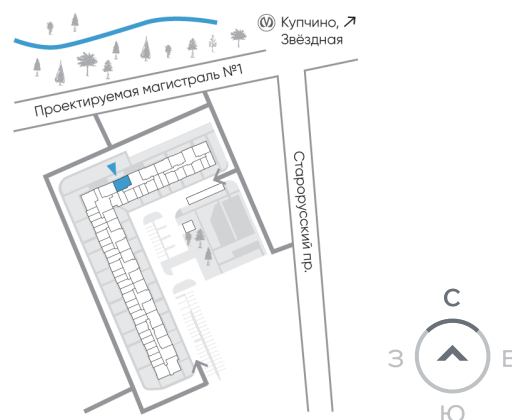 Купчино,
Звёздная
Проектируемая магистраль №1
Старорусский пр.
С
З
В
Ю